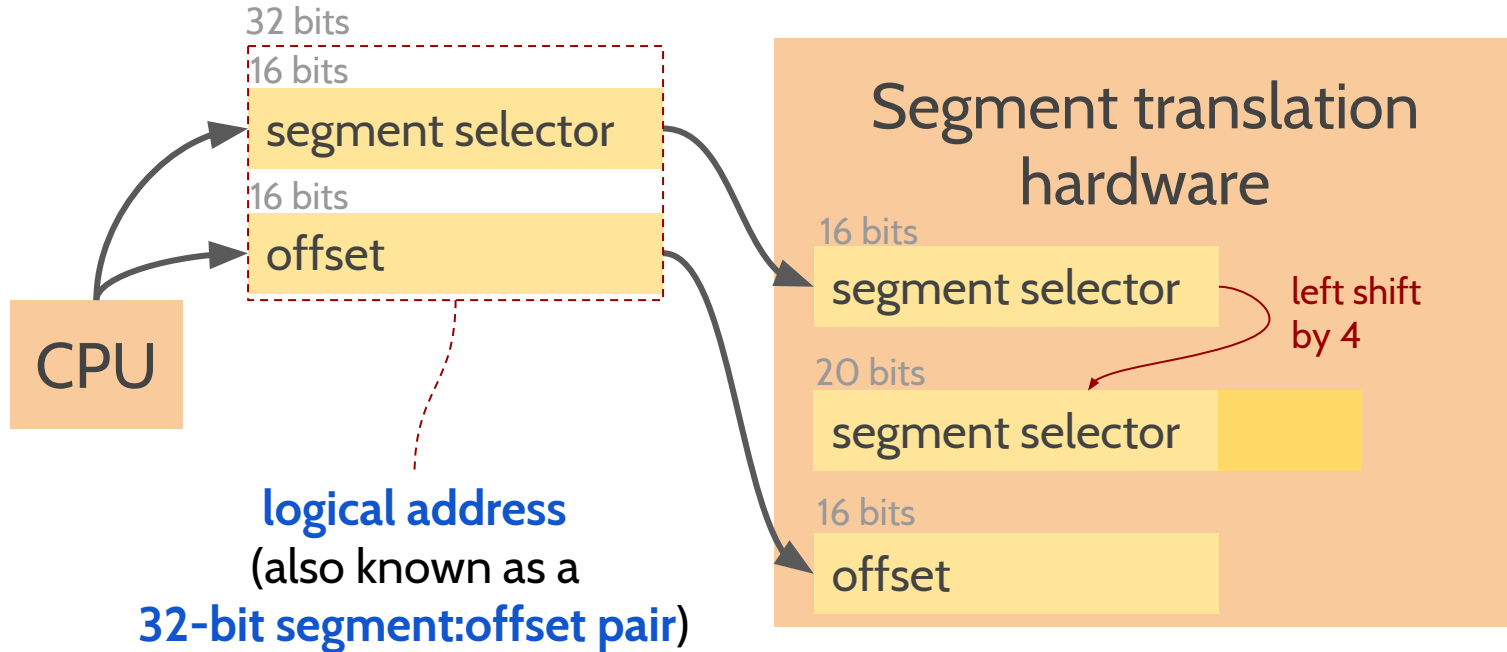 32 bits
16 bits
segment selector
16 bits
offset
CPU
logical address
(also known as a
32-bit segment:offset pair)
Segment translation
hardware
16 bits
segment selector
left shift
by 4
20 bits
segment selector
16 bits
offset